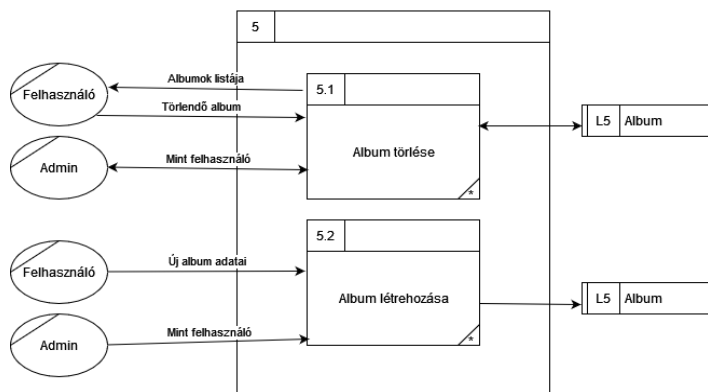 5
Albumok listája
Felhasználó
5.1
Törlendő album
L5 Album
Album törlése
Mint felhasználó
Admin
*
5.2
Új album adatai
Felhasználó
L5 Album
Album létrehozása
Mint felhasználó
Admin
*